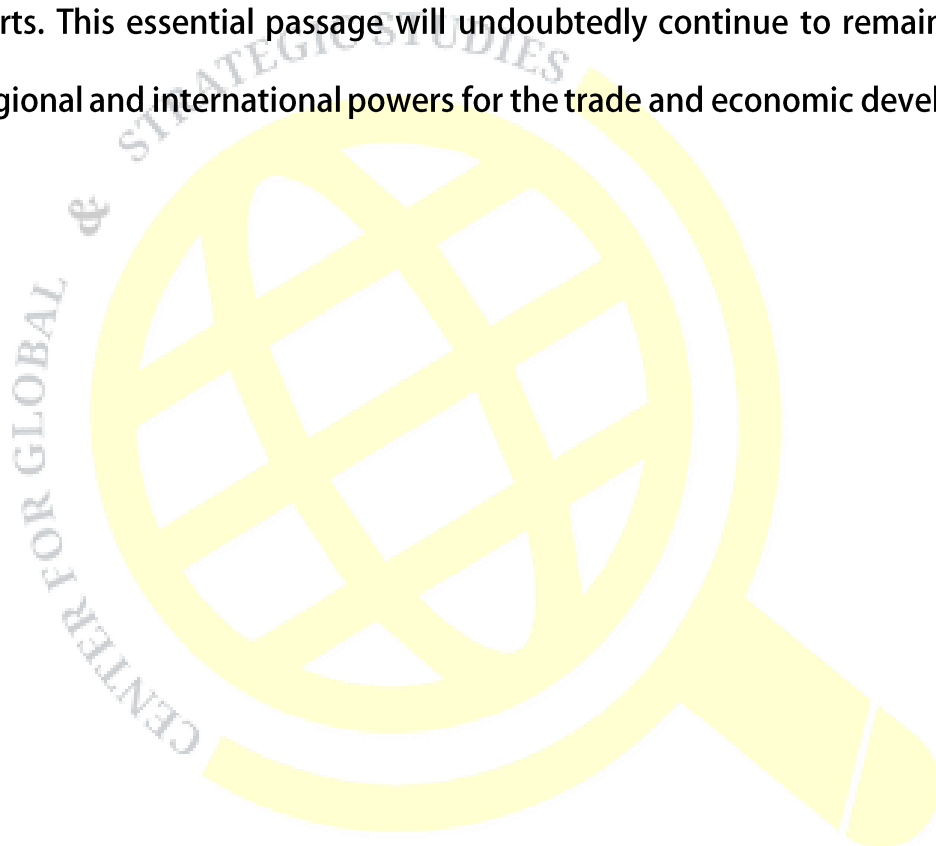 rts. This essential passage will undoubtedly continue to remain
gional and international powers for the trade and economic devel
CENTER FOR GLOBAL & STRATEGIC STUDIES